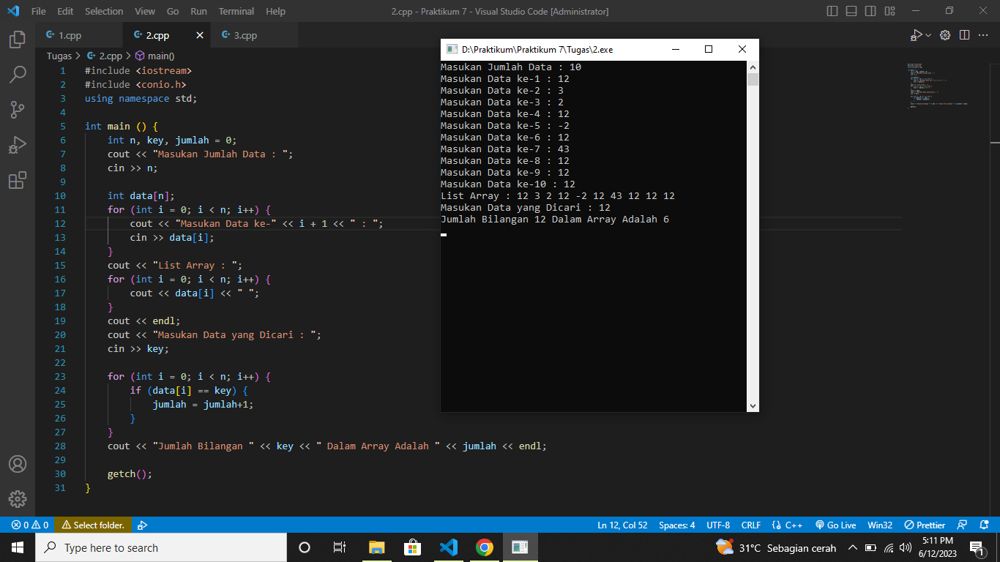 File Edit Selection View Go Run Terminal Help 2.cpp - Praktikum 7 - Visual Studio Code [Administrator]
1.cpp 2.cpp 3.cpp
Tugas > 2.cpp > main()
1 #include <iostream>
2 #include <conio.h>
3 using namespace std;
4
5 int main () {
6 int n, key, jumlah = 0;
7 cout << "Masukan Jumlah Data : ";
8 cin >> n;
9
10 int data[n];
11 for (int i = 0; i < n; i++) {
12 cout << "Masukan Data ke-" << i + 1 << " : ";
13 cin >> data[i];
14 }
15 cout << "List Array : ";
16 for (int i = 0; i < n; i++) {
17 cout << data[i] << " ";
18 }
19 cout << endl;
20 cout << "Masukan Data yang Dicari : ";
21 cin >> key;
22
23 for (int i = 0; i < n; i++) {
24 if (data[i] == key) {
25 jumlah = jumlah+1;
26 }
27 }
28 cout << "Jumlah Bilangan " << key << " Dalam Array Adalah " << jumlah << endl;
29
30 getch();
31 }
D:\Praktikum\Praktikum 7\Tugas\2.exe
Masukan Jumlah Data : 10
Masukan Data ke-1 : 12
Masukan Data ke-2 : 3
Masukan Data ke-3 : 2
Masukan Data ke-4 : 12
Masukan Data ke-5 : -2
Masukan Data ke-6 : 12
Masukan Data ke-7 : 43
Masukan Data ke-8 : 12
Masukan Data ke-9 : 12
Masukan Data ke-10 : 12
List Array : 12 3 2 12 -2 12 43 12 12 12
Masukan Data yang Dicari : 12
Jumlah Bilangan 12 Dalam Array Adalah 6
0 0 Select folder. Ln 12, Col 52 Spaces: 4 UTF-8 CRLF {} C++ Go Live Win32 Prettier
Type here to search 31°C Sebagian cerah 5:11 PM
6/12/2023 1